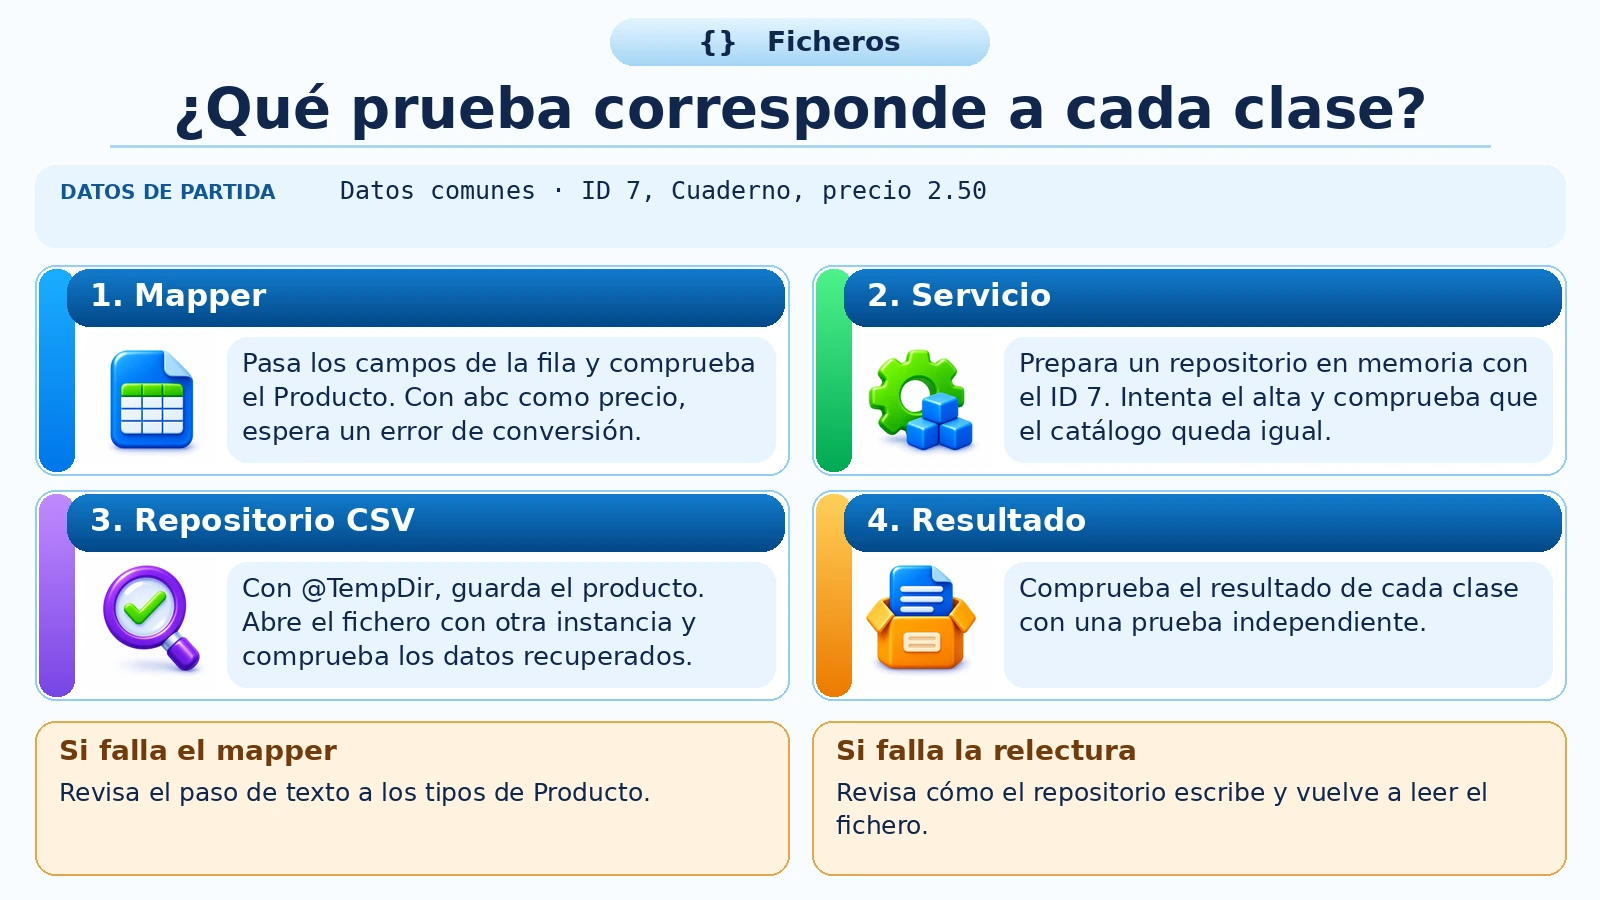 {} Ficheros
¿Qué prueba corresponde a cada clase?
DATOS DE PARTIDA Datos comunes · ID 7, Cuaderno, precio 2.50
1. Mapper
Pasa los campos de la fila y comprueba
el Producto. Con abc como precio,
espera un error de conversión.
2. Servicio
Prepara un repositorio en memoria con
el ID 7. Intenta el alta y comprueba que
el catálogo queda igual.
3. Repositorio CSV
Con @TempDir, guarda el producto.
Abre el fichero con otra instancia y
comprueba los datos recuperados.
4. Resultado
Comprueba el resultado de cada clase
con una prueba independiente.
Si falla el mapper
Revisa el paso de texto a los tipos de Producto.
Si falla la relectura
Revisa cómo el repositorio escribe y vuelve a leer el
fichero.